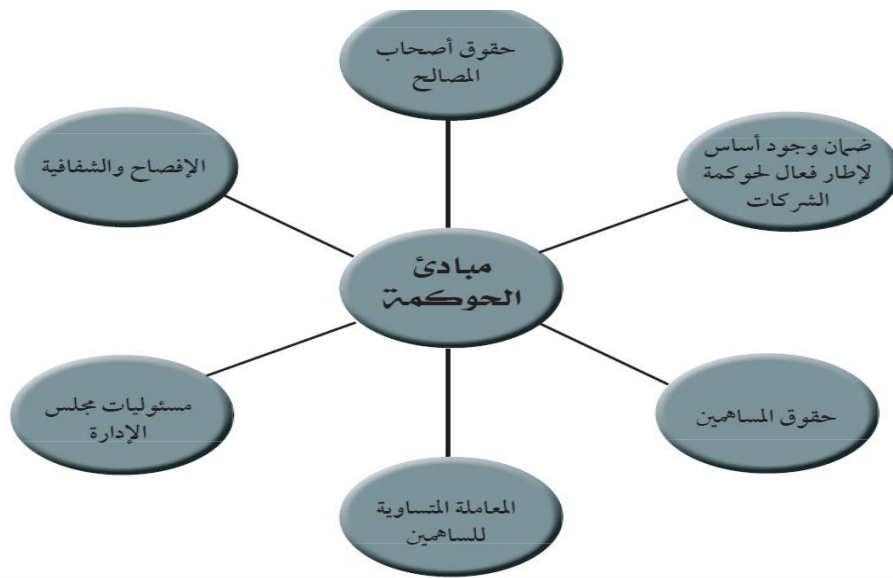 حقوق أصحاب
المصالح
ضمان وجود أساس
لإطار فعال لحوكمة
الشركات
الإفصاح والشفافية
مبادئ
الحوكمة
مسئوليات مجلس
الإدارة
حقوق المساهمين
المعاملة المتساوية
للساهمين